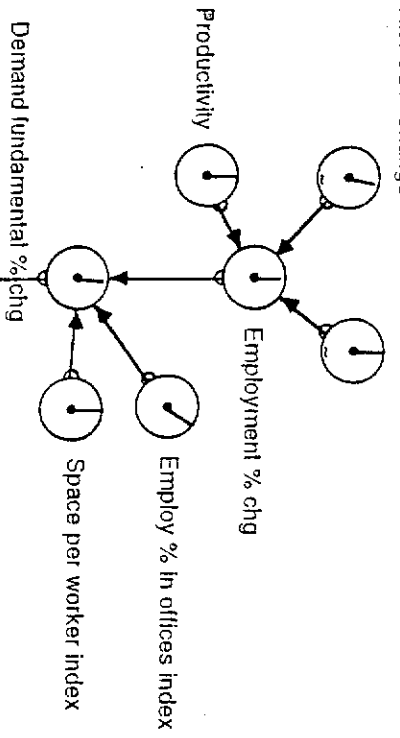 Productivity
Employment % chg
Employ % in offices index
Demand fundamental % chg
Space per worker index